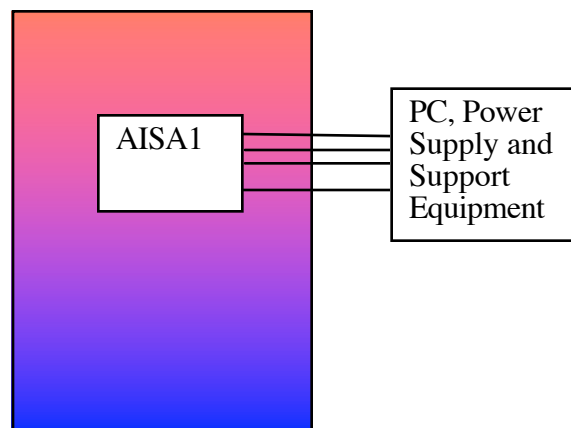 AISA1
PC, Power
Supply and
Support
Equipment